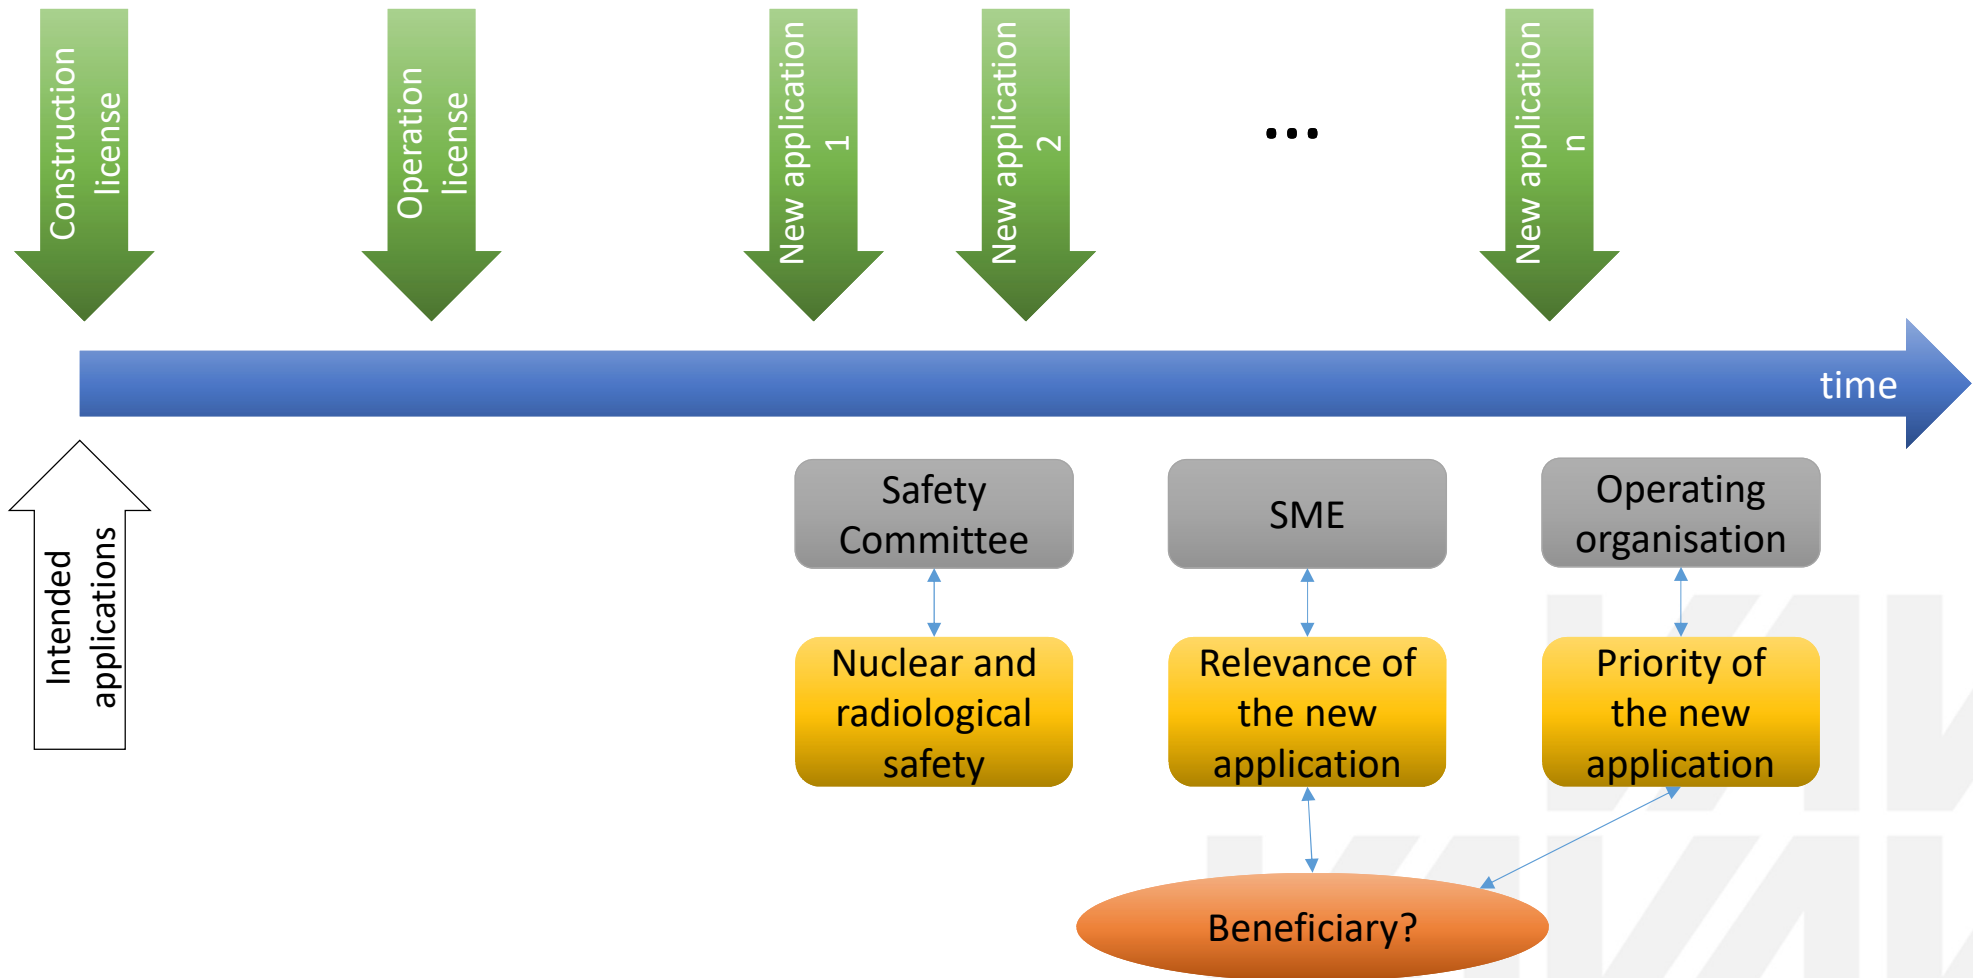 Construction
license
Operation
license
New application
1
New application
2
...
New application
n
time
Intended
applications
Safety
Committee
SME
Operating
organisation
Nuclear and
radiological
safety
Relevance of
the new
application
Priority of
the new
application
Beneficiary?